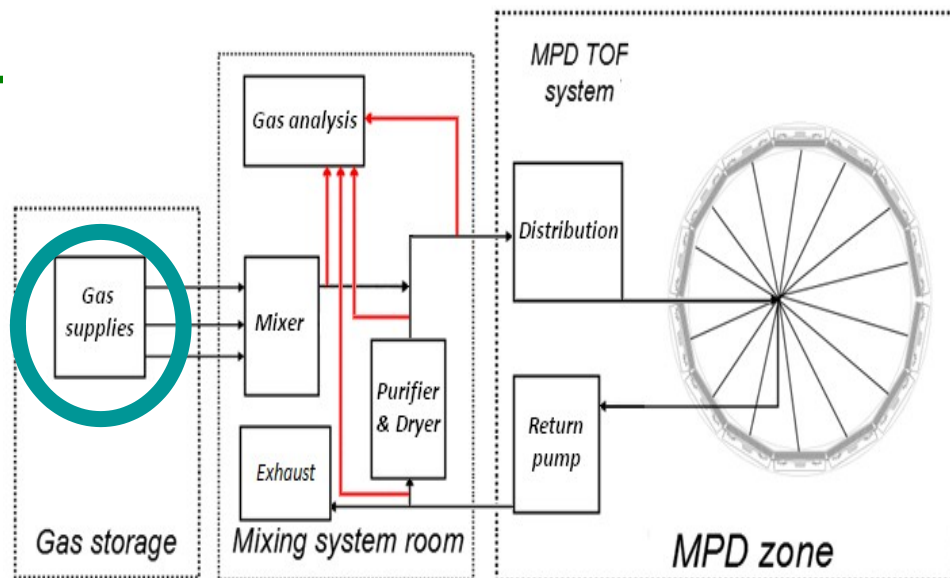 MPD TOF
system
Gas analysis
Gas
supplies
Mixer
Distribution
Purifier
& Dryer
Exhaust
Return
pump
Gas storage
Mixing system room
MPD zone